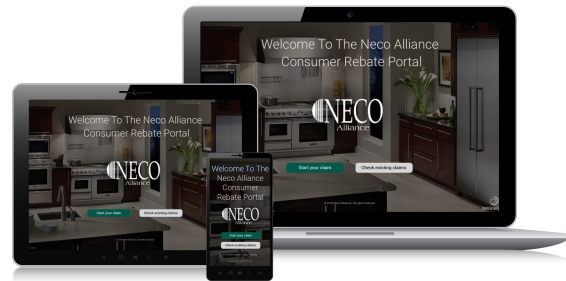 Welcome To The Neco Alliance
Consumer Rebate Portal
NECO
Alliance
Start your claim
Check existing claims
Welcome To The Neco Alliance
Consumer Rebate Portal
NECO
Alliance
Start your claim
Check existing claims
Welcome To The
Neco Alliance
Consumer
Rebate Portal
NECO
Alliance
Start your claim
Check existing claims